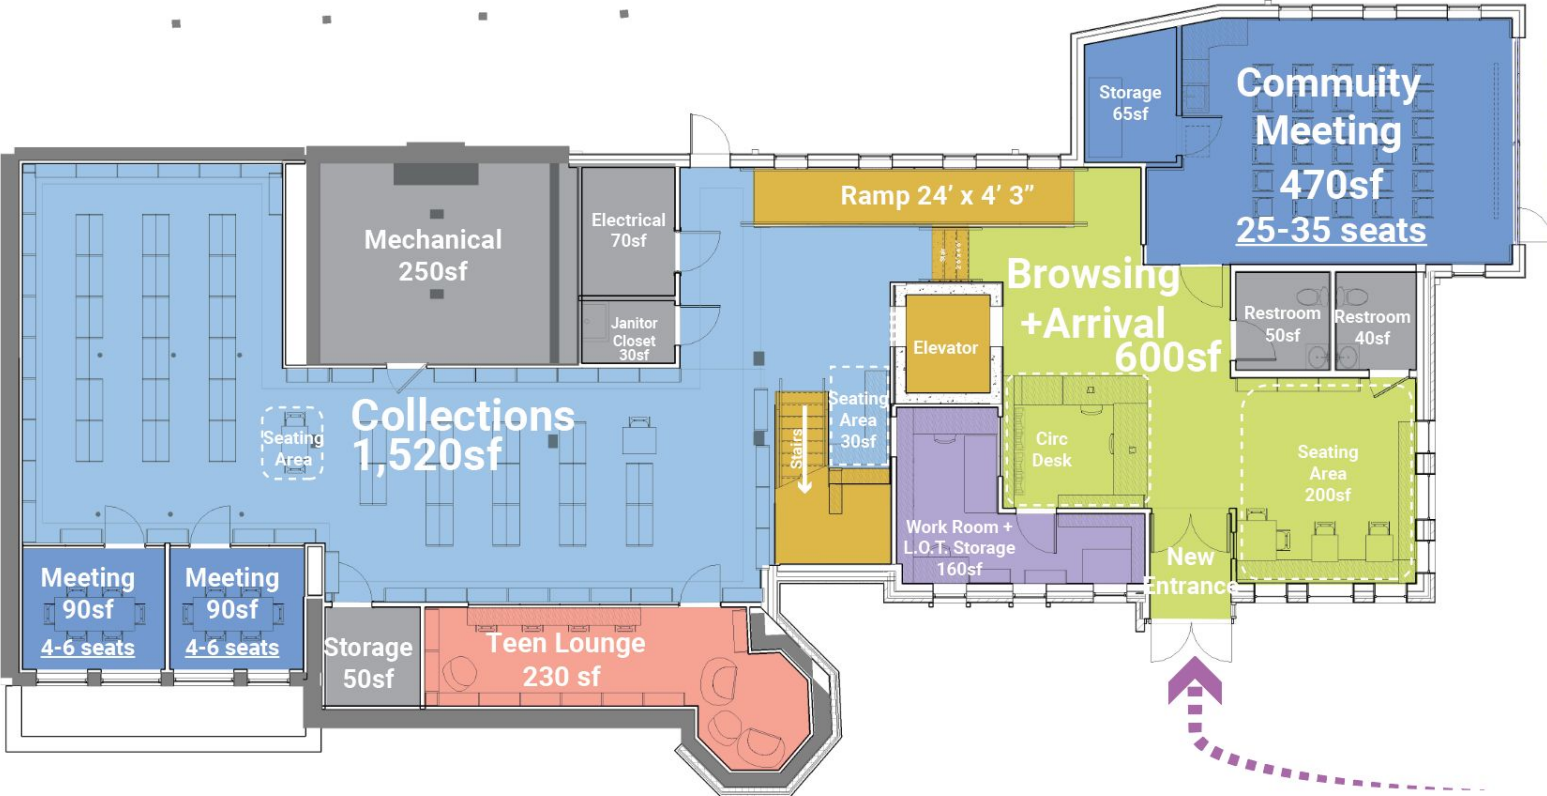 Storage
65sf
Commuity
Meeting
470sf
25-35 seats
Ramp 24’ x 4’ 3”
Electrical
70sf
Mechanical
250sf
Janitor
Closet
30sf
Browsing
+Arrival
600sf
Restroom
50sf
Restroom
40sf
Elevator
Seating
Area
30sf
Stairs
Collections
1,520sf
Seating
Area
Circ
Desk
Seating
Area
200sf
Work Room +
L.O.T. Storage
160sf
New
Entrance
Meeting
90sf
4-6 seats
Meeting
90sf
4-6 seats
Storage
50sf
Teen Lounge
230 sf